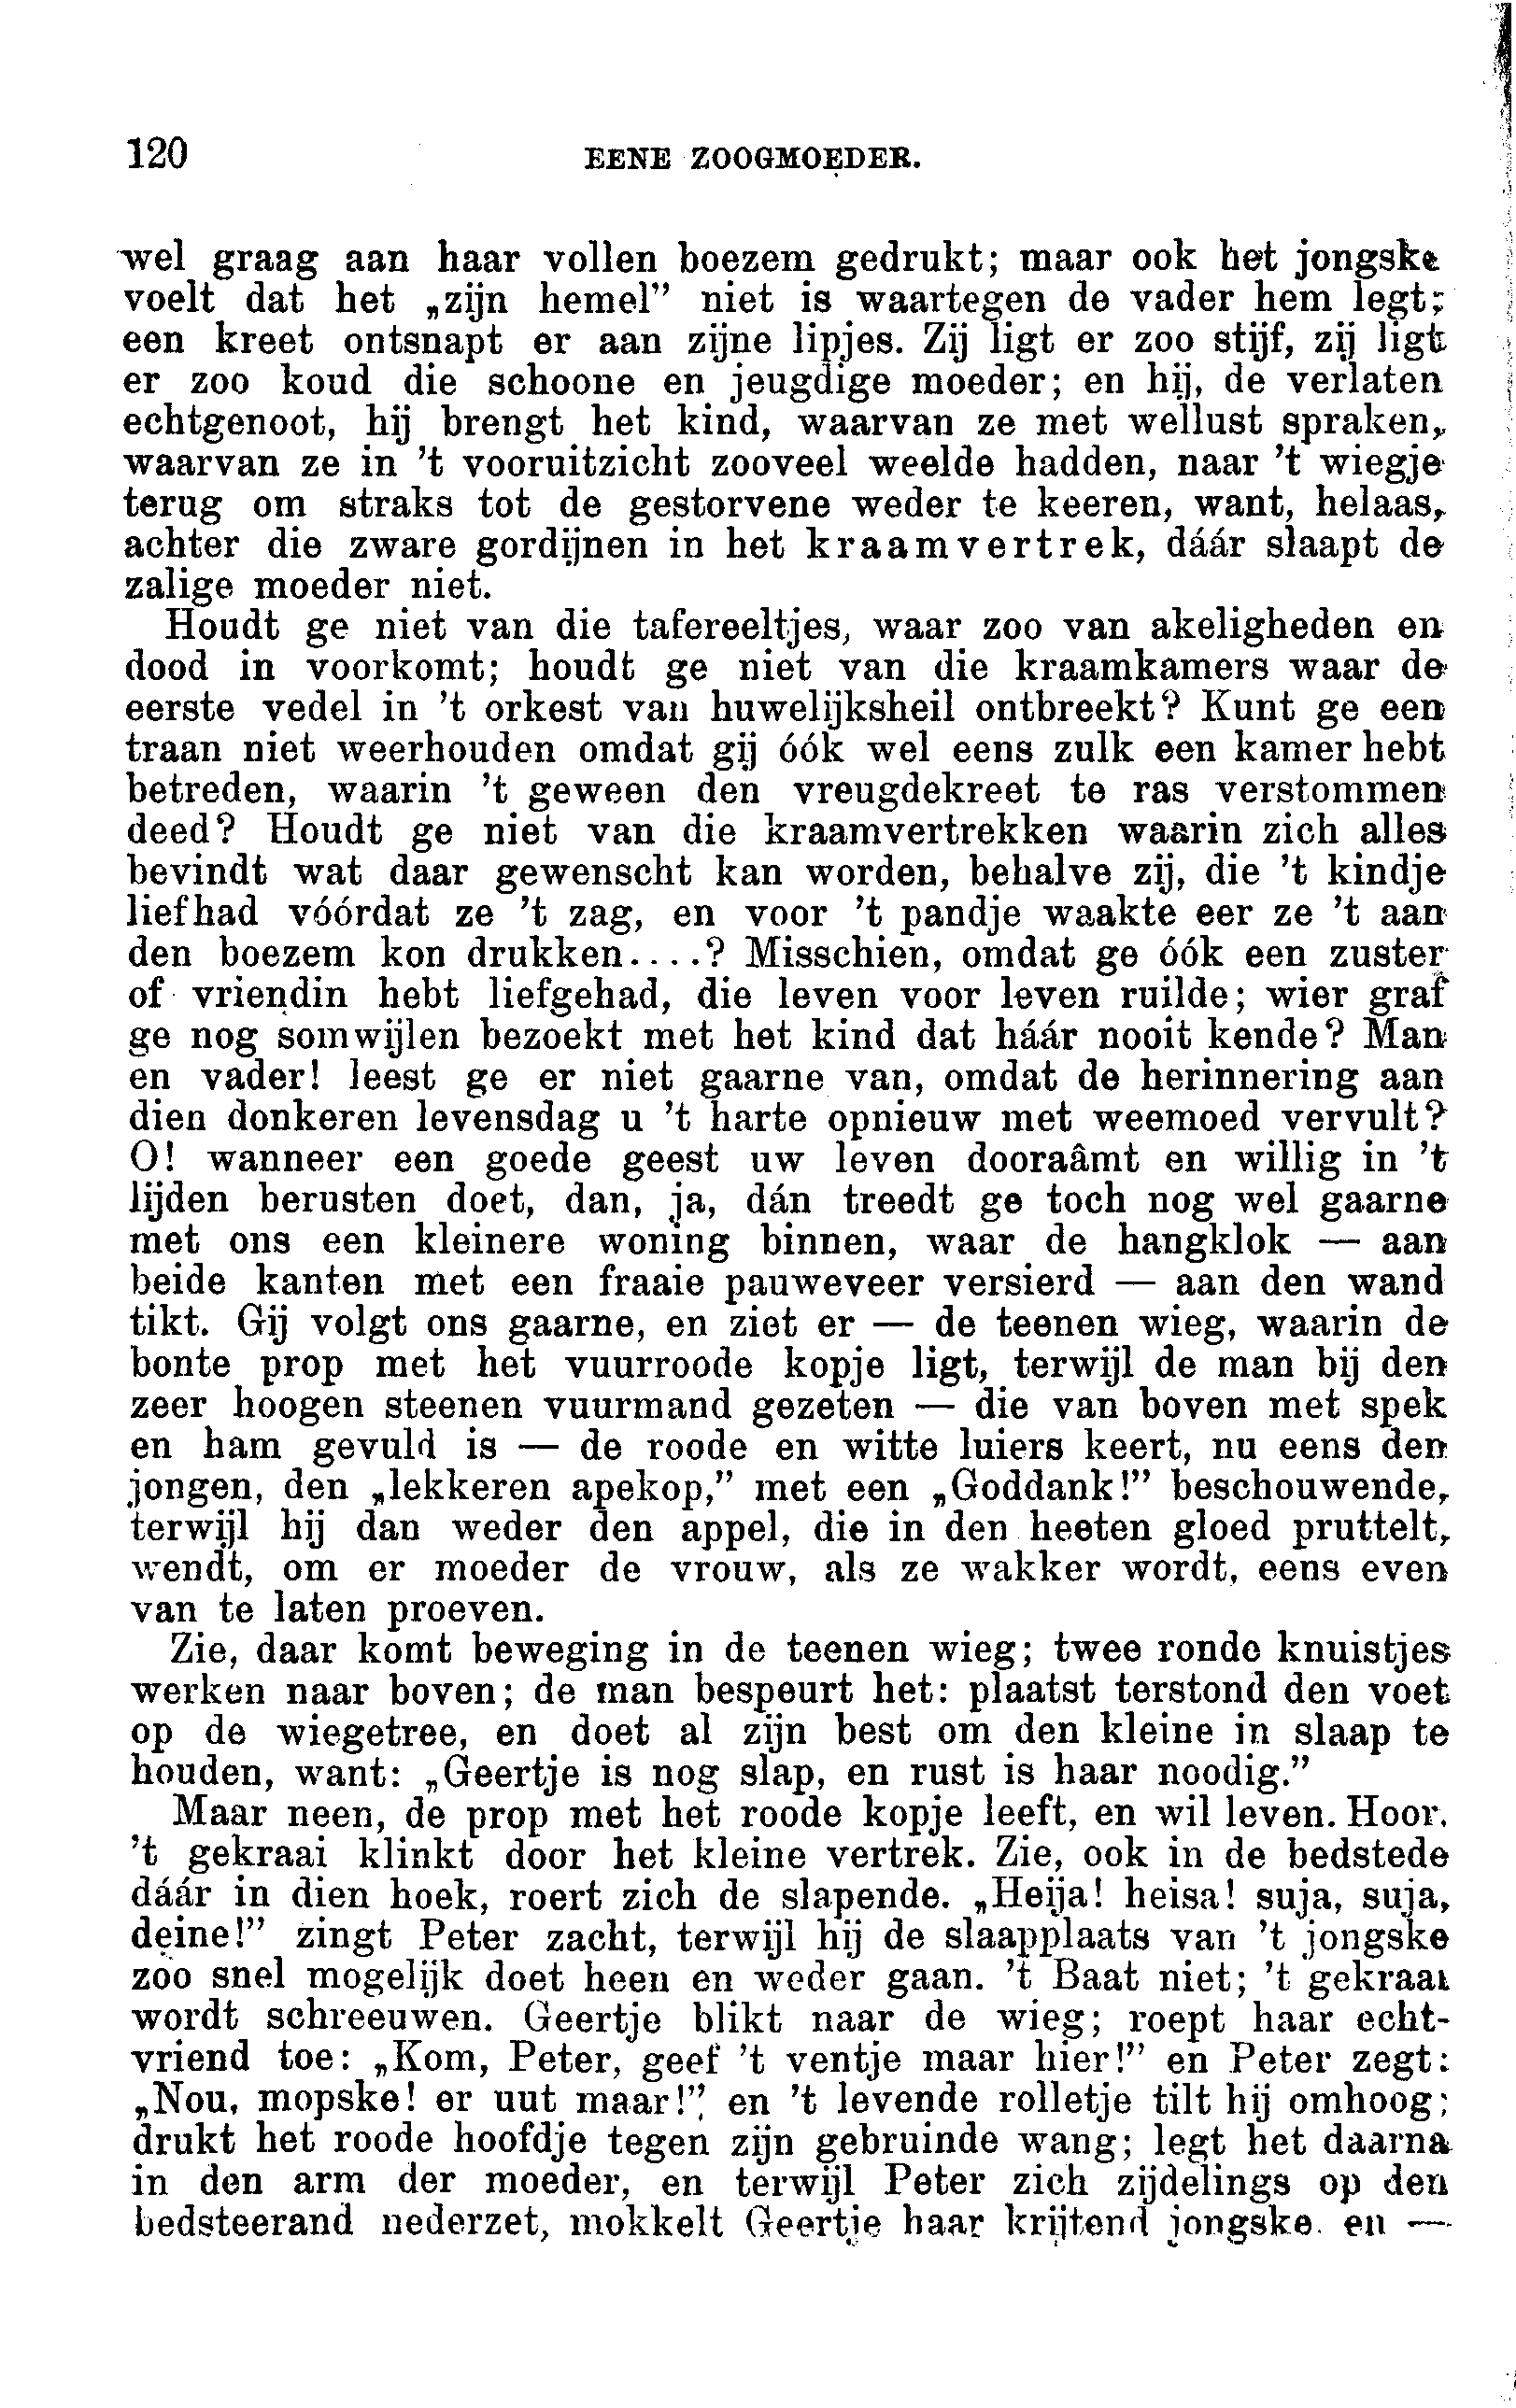 120 EENE ZOOGMOEDER.
wel graag aan haar vollen boezem gedrukt; maar ook het jongske
voelt dat het „zijn hemel” niet is waartegen de vader hem legt;
een kreet ontsnapt er aan zijne lipjes. Zij ligt er zoo stijf, zij ligt
er zoo koud die schoone en jeugdige moeder; en hij, de verlaten
echtgenoot, hij brengt het kind, waarvan ze met wellust spraken,
waarvan ze in 't vooruitzicht zooveel weelde hadden, naar 't wiegje
terug om straks tot de gestorvene weder te keeren, want, helaas,
achter die zware gordijnen in het kraamvertrek, dáár slaapt de
zalige moeder niet.
Houdt ge niet van die tafereeltjes, waar zoo van akeligheden en
dood in voorkomt; houdt ge niet van die kraamkamers waar de
eerste vedel in 't orkest van huwelijksheil ontbreekt? Kunt ge een
traan niet weerhouden omdat gij óók wel eens zulk een kamer hebt
betreden, waarin 't geween den vreugdekreet te ras verstommen
deed? Houdt ge niet van die kraamvertrekken waarin zich alles
bevindt wat daar gewenscht kan worden, behalve zij, die 't kindje
liefhad vóórdat ze 't zag, en voor 't pandje waakte eer ze 't aan
den boezem kon drukken....? Misschien, omdat ge óók een zuster
of vriendin hebt liefgehad, die leven voor leven ruilde; wier graf
ge nog somwijlen bezoekt met het kind dat háár nooit kende? Man
en vader! leest ge er niet gaarne van, omdat de herinnering aan
dien donkeren levensdag u 't harte opnieuw met weemoed vervult?
O! wanneer een goede geest uw leven dooraâmt en willig in 't
lijden berusten doet, dan, ja, dán treedt ge toch nog wel gaarne
met ons een kleinere woning binnen, waar de hangklok — aan
beide kanten met een fraaie pauweveer versierd — aan den wand
tikt. Gij volgt ons gaarne, en ziet er — de teenen wieg, waarin de
bonte prop met het vuurroode kopje ligt, terwijl de man bij den
zeer hoogen steenen vuurmand gezeten — die van boven met spek
en ham gevuld is — de roode en witte luiers keert, nu eens den
jongen, den „lekkeren apekop,” met een „Goddank!” beschouwende,
terwijl hij dan weder den appel, die in den heeten gloed pruttelt,
wendt, om er moeder de vrouw, als ze wakker wordt, eens even
van te laten proeven.
Zie, daar komt beweging in de teenen wieg; twee ronde knuistjes
werken naar boven; de man bespeurt het: plaatst terstond den voet
op de wiegetree, en doet al zijn best om den kleine in slaap te
houden, want: „Geertje is nog slap, en rust is haar noodig.”
Maar neen, de prop met het roode kopje leeft, en wil leven. Hoor,
't gekraai klinkt door het kleine vertrek. Zie, ook in de bedstede
dáár in dien hoek, roert zich de slapende. „Heija! heisa! suja, suja,
deine!” zingt Peter zacht, terwijl hij de slaapplaats van 't jongske
zoo snel mogelijk doet heen en weder gaan. 't Baat niet; 't gekraai
wordt schreeuwen. Geertje blikt naar de wieg; roept haar echt-
vriend toe: „Kom, Peter, geef 't ventje maar hier!” en Peter zegt:
„Nou, mopske! er uut maar!” en 't levende rolletje tilt hij omhoog;
drukt het roode hoofdje tegen zijn gebruinde wang; legt het daarna
in den arm der moeder, en terwijl Peter zich zijdelings op den
bedsteerand nederzet, mokkelt Geertje haar krijtend jongske. en —